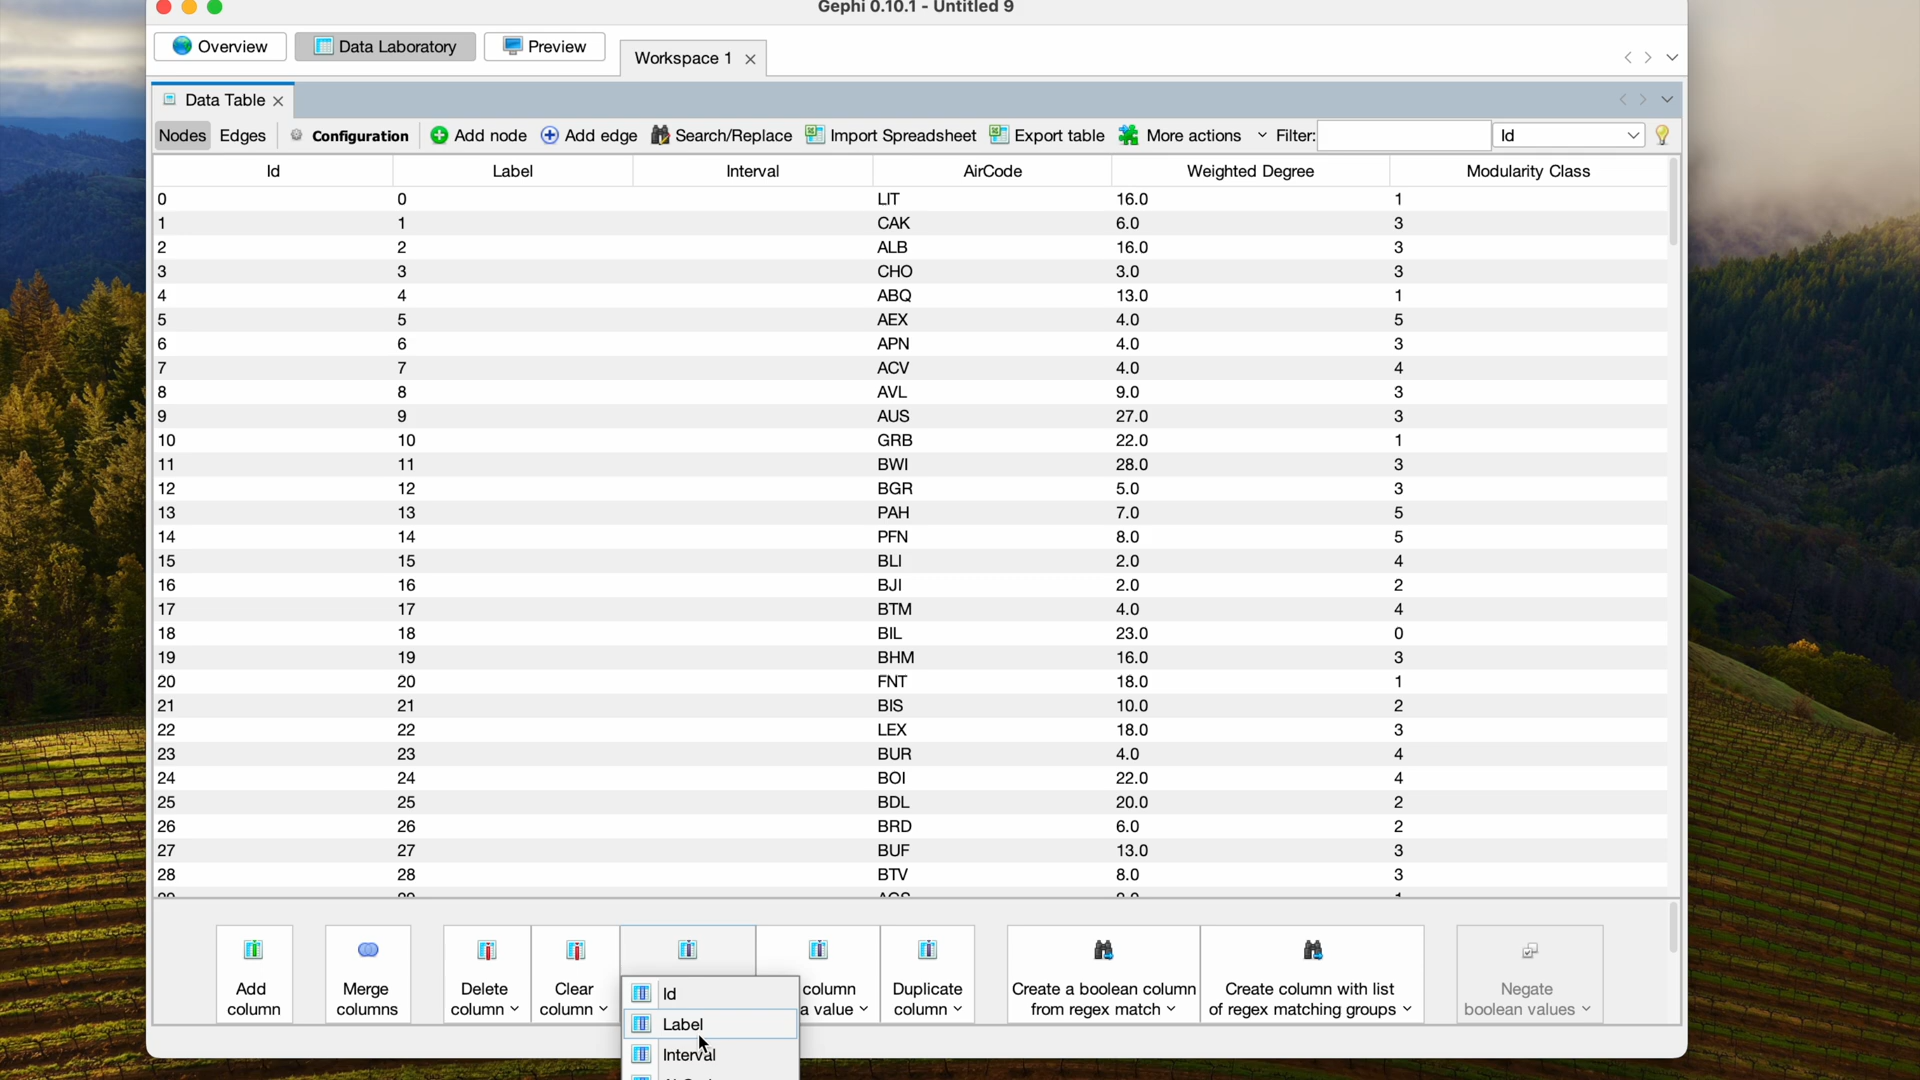 Gephi 0.10.1 - Untitled 9
Overview
Data Laboratory
Preview
Workspace 1
Data Table
Nodes Edges Configuration Add node Add edge Search/Replace Import Spreadsheet Export table More actions Filter: Id
Id Label Interval AirCode Weighted Degree Modularity Class
0 0 LIT 16.0 1
1 1 CAK 6.0 3
2 2 ALB 16.0 3
3 3 CHO 3.0 3
4 4 ABQ 13.0 1
5 5 AEX 4.0 5
6 6 APN 4.0 3
7 7 ACV 4.0 4
8 8 AVL 9.0 3
9 9 AUS 27.0 3
10 10 GRB 22.0 1
11 11 BWI 28.0 3
12 12 BGR 5.0 3
13 13 PAH 7.0 5
14 14 PFN 8.0 5
15 15 BLI 2.0 4
16 16 BJI 2.0 2
17 17 BTM 4.0 4
18 18 BIL 23.0 0
19 19 BHM 16.0 3
20 20 FNT 18.0 1
21 21 BIS 10.0 2
22 22 LEX 18.0 3
23 23 BUR 4.0 4
24 24 BOI 22.0 4
25 25 BDL 20.0 2
26 26 BRD 6.0 2
27 27 BUF 13.0 3
28 28 BTV 8.0 3
Add
column
Merge
columns
Delete
column
Clear
column
column
a value
Duplicate
column
Create a boolean column
from regex match
Create column with list
of regex matching groups
Negate
boolean values
Id
Label
Interval